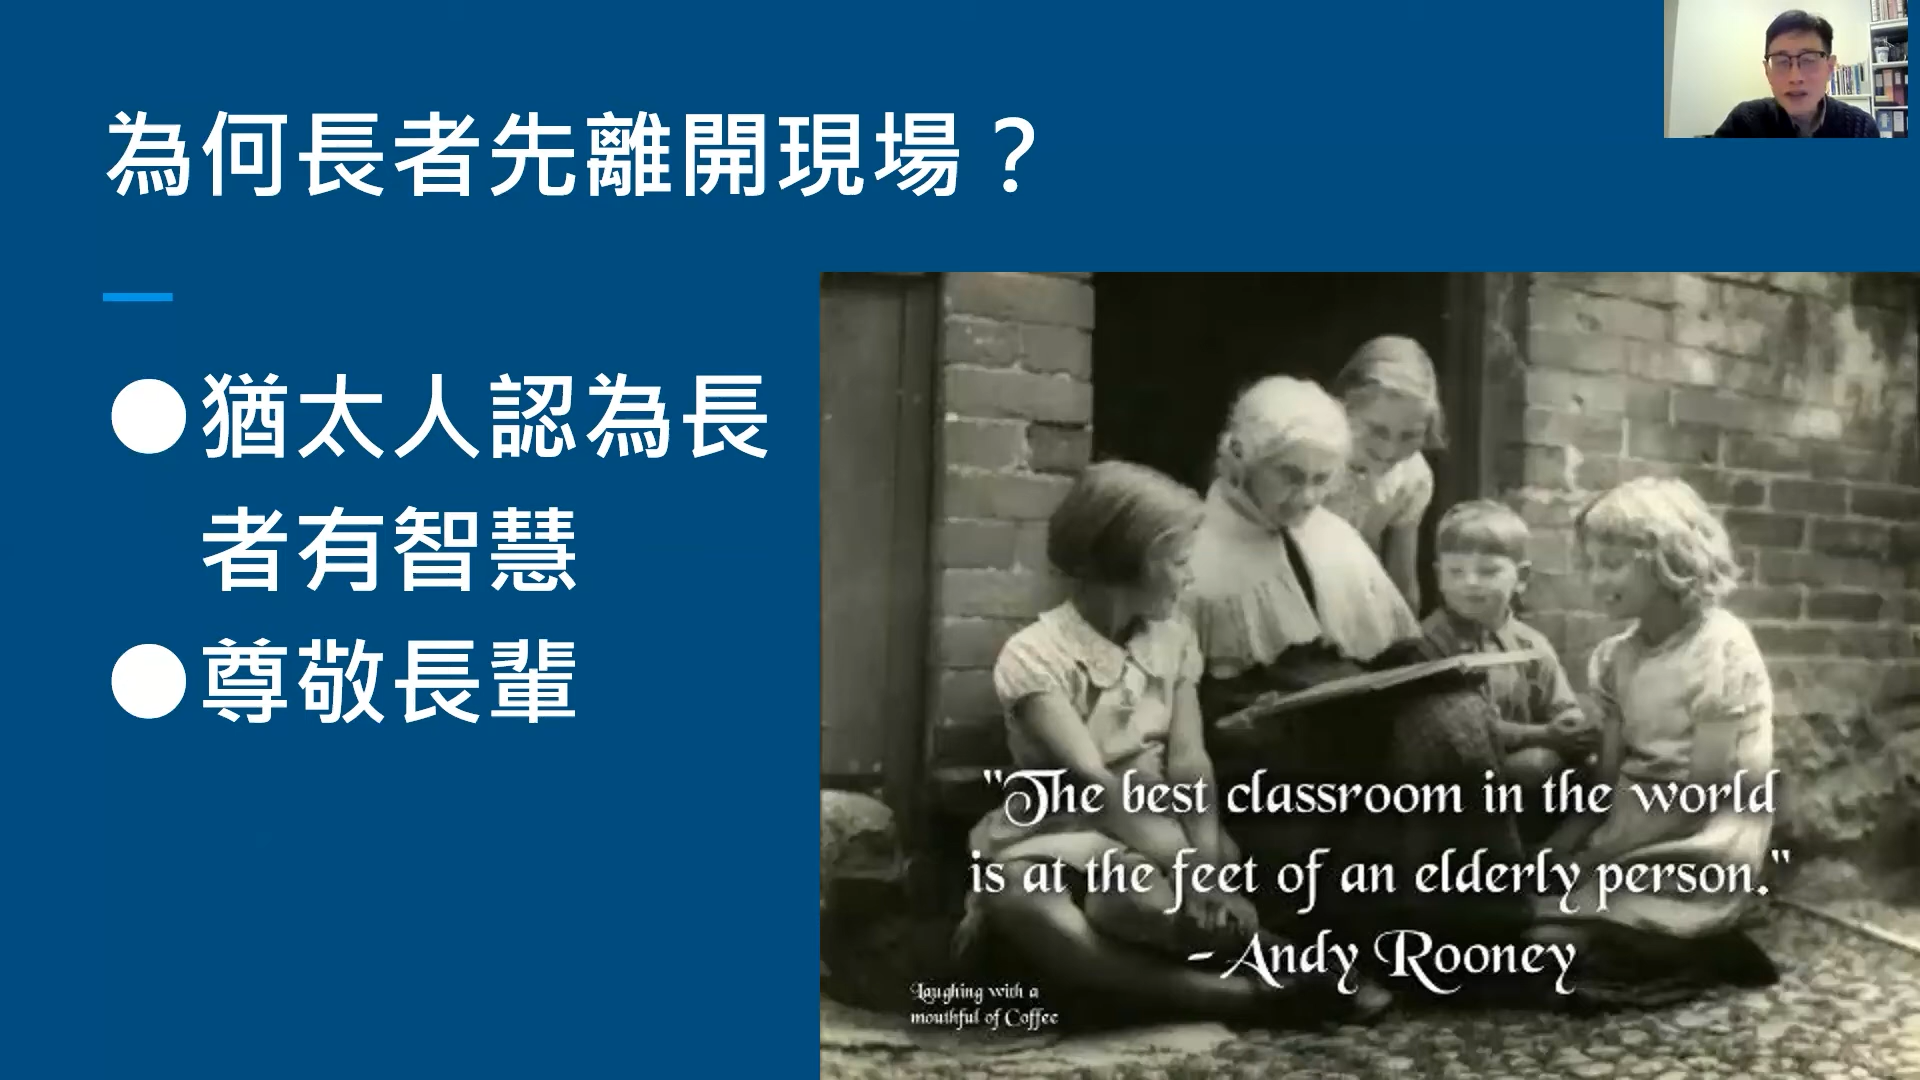 為何長者先離開現場？
●猶太人認為長
者有智慧
●尊敬長輩
"The best classroom in the world
is at the feet of an elderly person."
-Andy Rooney
Laughing with a
mouthful of Coffee